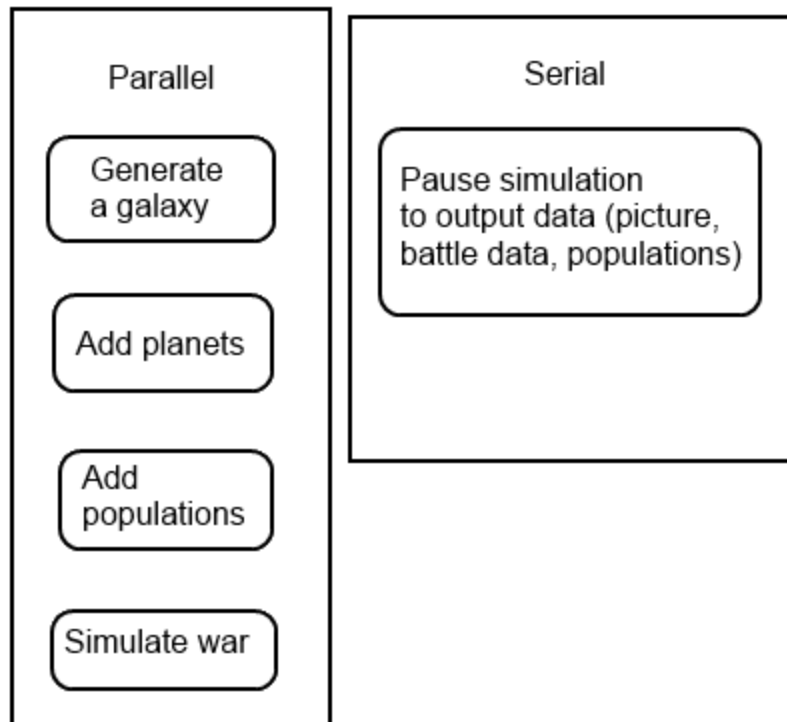 Parallel
Generate
a galaxy
Add planets
Add
populations
Simulate war
Serial
Pause simulation
to output data (picture,
battle data, populations)